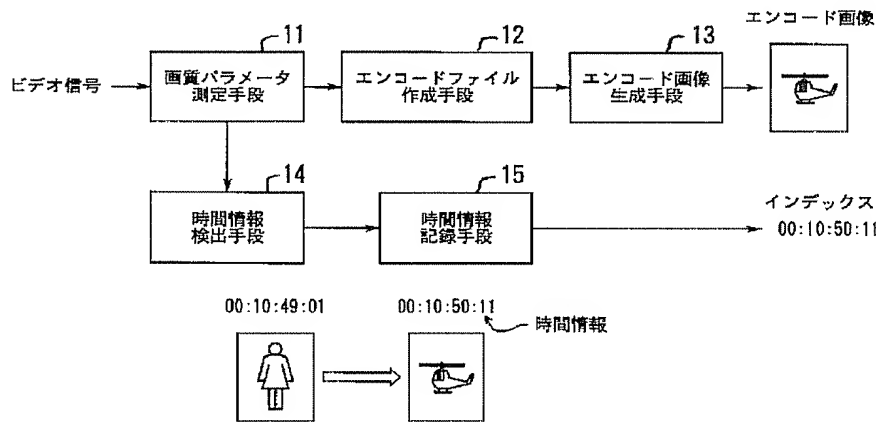 エンコード画像
11
12
13
ビデオ信号
画質パラメータ
測定手段
エンコードファイル
作成手段
エンコード画像
生成手段
14
15
時間情報
検出手段
時間情報
記録手段
インデックス
00:10:50:11
00:10:49:01
00:10:50:11
時間情報